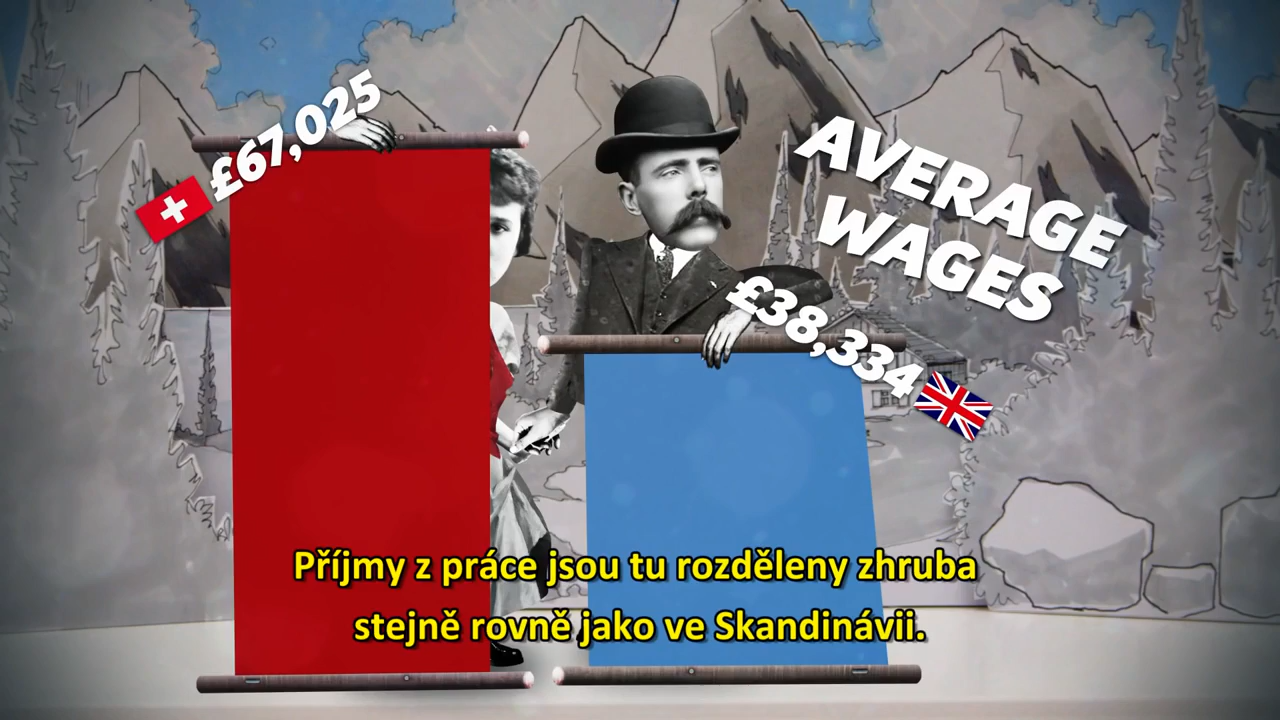 £67,025
AVERAGE
WAGES
£38,334
Příjmy z práce jsou tu rozděleny zhruba
stejně rovně jako ve Skandinávii.